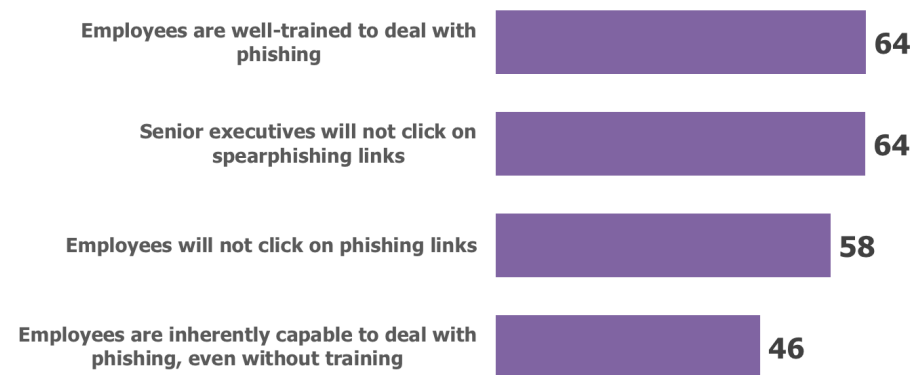 Employees are well-trained to deal with
phishing
64
Senior executives will not click on
spearphishing links
64
Employees will not click on phishing links
58
Employees are inherently capable to deal with
phishing, even without training
46